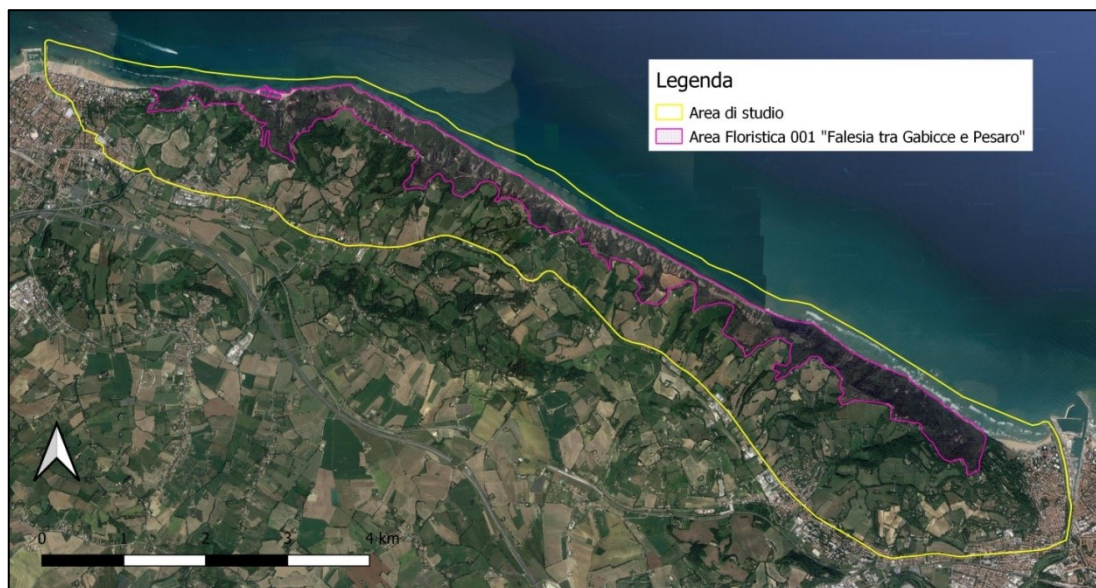 Legenda
Area di studio
Area Floristica 001 "Falesia tra Gabicce e Pesaro"
0 1 2 3 4 km